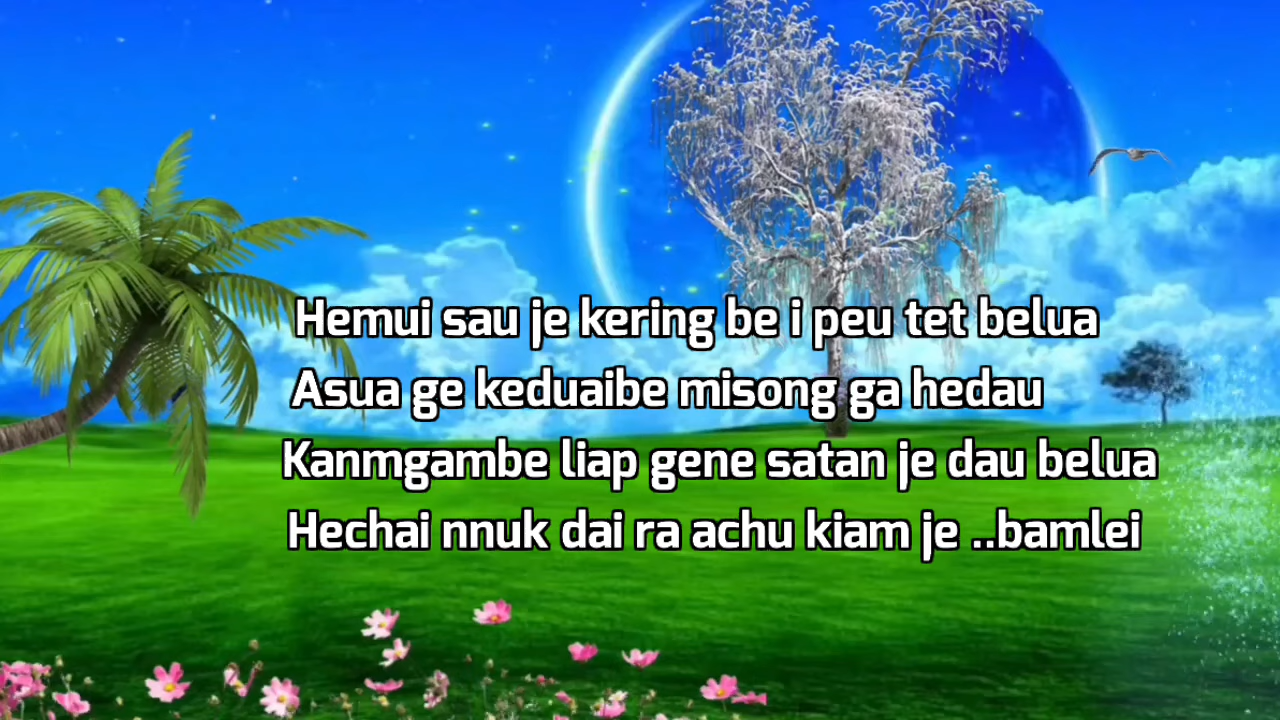 Hemui sau je kering be i peu tet belua
Asua ge keduaibe misong ga hedau
Kanmgambe liap gene satan je dau belua
Hechai nnuk dai ra achu kiam je ..bamlei